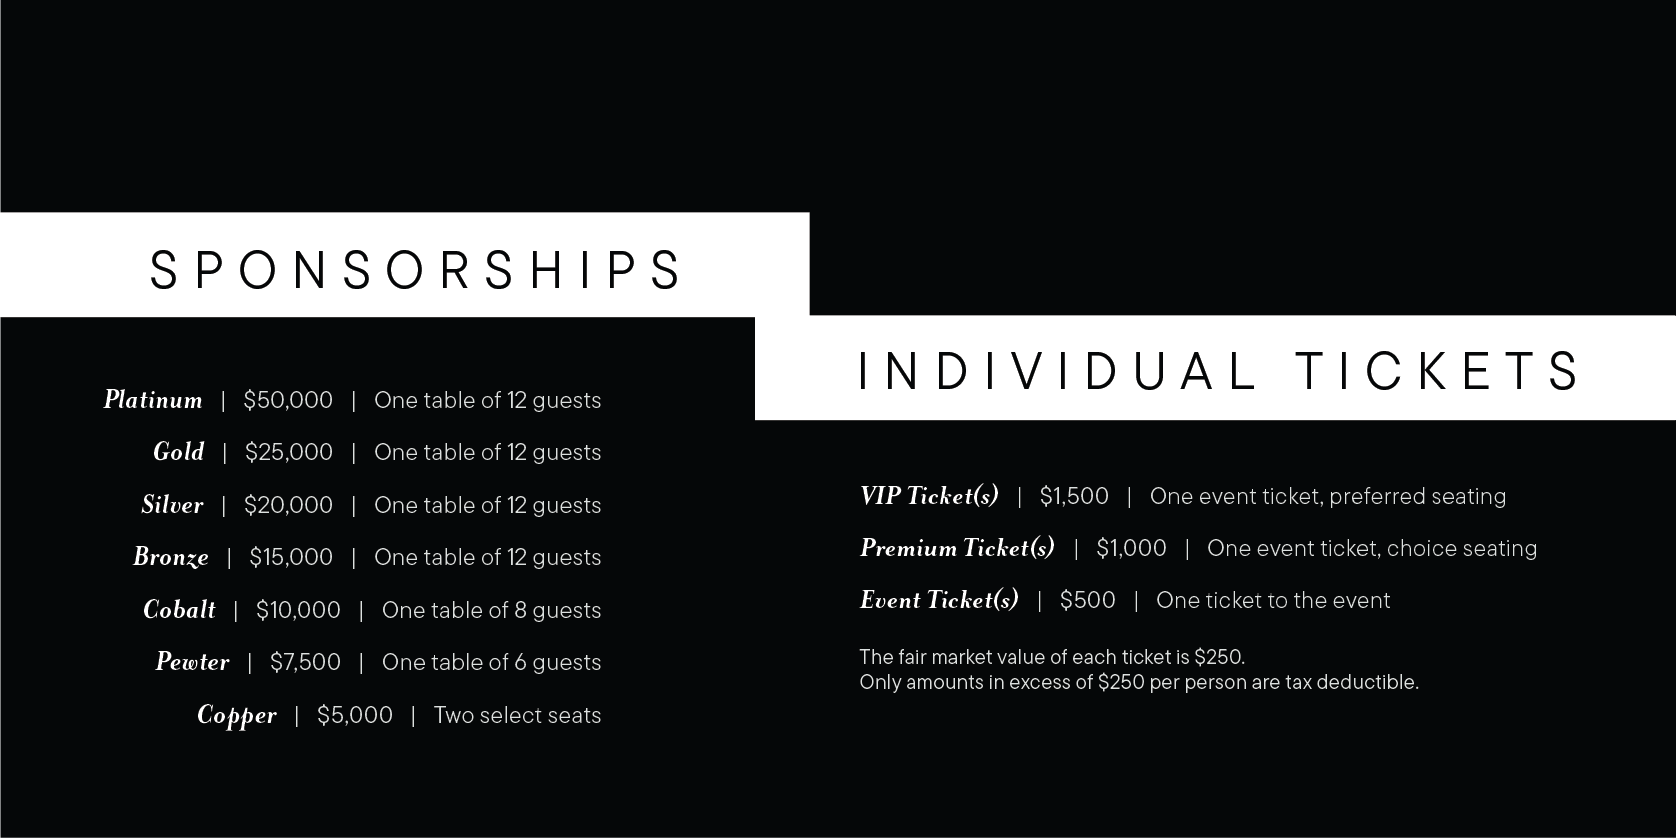 SPONSORSHIPS
Platinum | $50,000 | One table of 12 guests
Gold | $25,000 | One table of 12 guests
Silver | $20,000 | One table of 12 guests
Bronze | $15,000 | One table of 12 guests
Cobalt | $10,000 | One table of 8 guests
Pewter | $7,500 | One table of 6 guests
Copper | $5,000 | Two select seats
INDIVIDUAL TICKETS
VIP Ticket(s) | $1,500 | One event ticket, preferred seating
Premium Ticket(s) | $1,000 | One event ticket, choice seating
Event Ticket(s) | $500 | One ticket to the event
The fair market value of each ticket is $250.
Only amounts in excess of $250 per person are tax deductible.